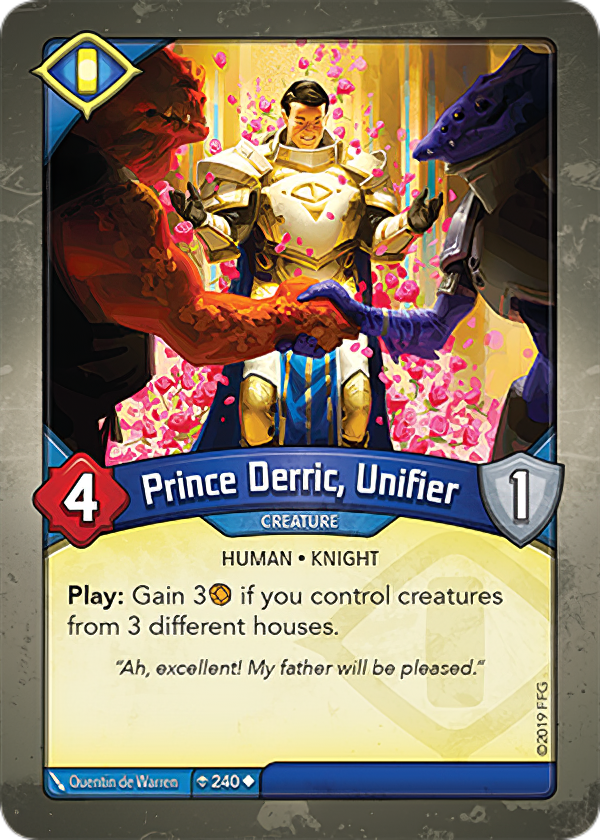 Prince Derric, Unifier
4
1
CREATURE
HUMAN • KNIGHT
Play: Gain 3 if you control creatures
from 3 different houses.
“Ah, excellent! My father will be pleased.”
©2019 FFG
Quentin de Warren
240